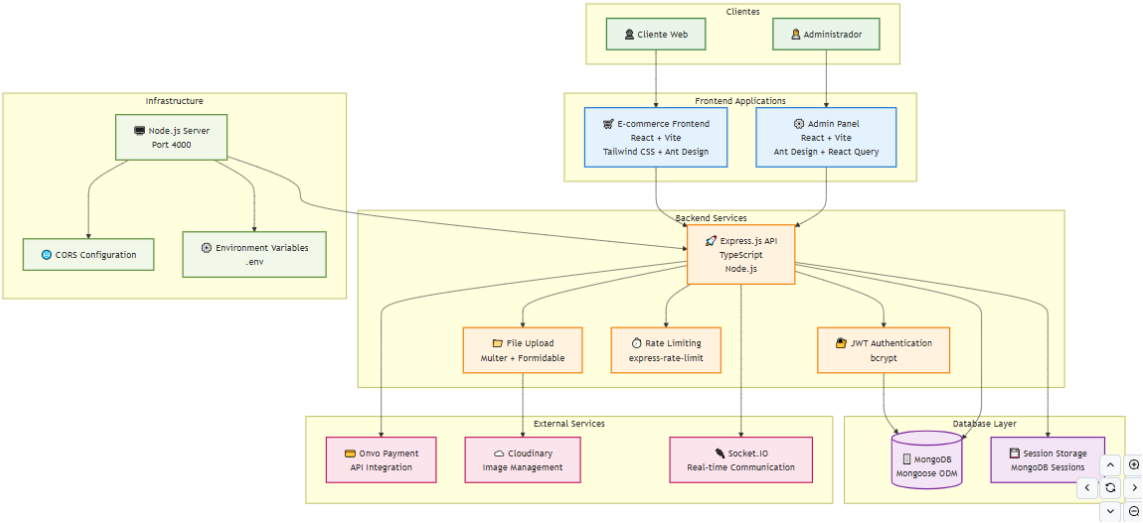 Clientes
Cliente Web
Administrador
Infrastructure
Node.js Server
Port 4000
CORS Configuration
Environment Variables
.env
Frontend Applications
E-commerce Frontend
React + Vite
Tailwind CSS + Ant Design
Admin Panel
React + Vite
Ant Design + React Query
Backend Services
Express.js API
TypeScript
Node.js
File Upload
Multer + Formidable
Rate Limiting
express-rate-limit
JWT Authentication
bcrypt
External Services
Onvo Payment
API Integration
Cloudinary
Image Management
Socket.IO
Real-time Communication
Database Layer
MongoDB
Mongoose ODM
Session Storage
MongoDB Sessions